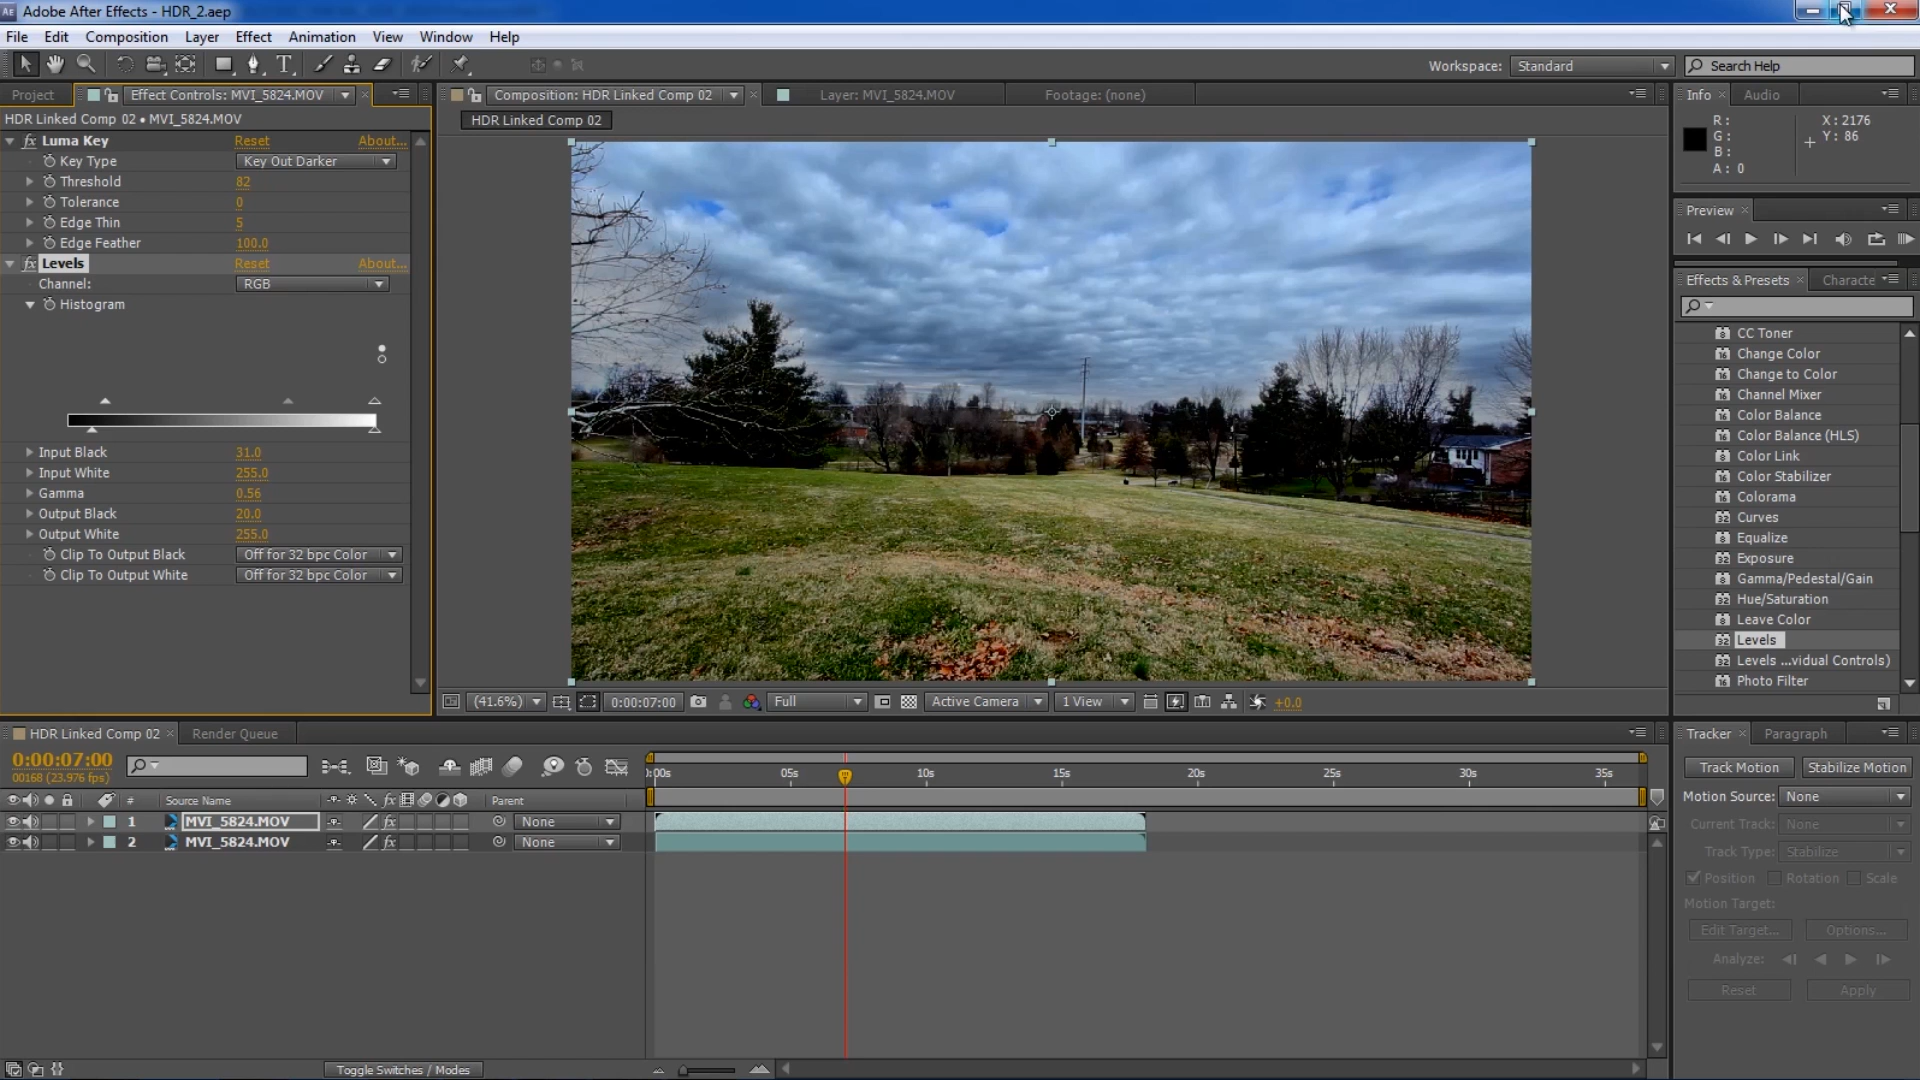 Adobe After Effects - HDR_2.aep
File Edit Composition Layer Effect Animation View Window Help
Workspace: Standard Search Help
Project Effect Controls: MVI_5824.MOV
HDR Linked Comp 02 • MVI_5824.MOV
Luma Key Reset About...
Key Type Key Out Darker
Threshold 82
Tolerance 0
Edge Thin 5
Edge Feather 100.0
Levels Reset About...
Channel: RGB
Histogram
Input Black 31.0
Input White 255.0
Gamma 0.56
Output Black 20.0
Output White 255.0
Clip To Output Black Off for 32 bpc Color
Clip To Output White Off for 32 bpc Color
Composition: HDR Linked Comp 02 Layer: MVI_5824.MOV Footage: (none)
HDR Linked Comp 02
(41.6%) 0:00:07:00 Full Active Camera 1 View +0.0
Info Audio
R: X: 2176
G: Y: 86
B:
A: 0
Preview
Effects & Presets Characte
CC Toner
Change Color
Change to Color
Channel Mixer
Color Balance
Color Balance (HLS)
Color Link
Color Stabilizer
Colorama
Curves
Equalize
Exposure
Gamma/Pedestal/Gain
Hue/Saturation
Leave Color
Levels
Levels ...vidual Controls)
Photo Filter
HDR Linked Comp 02 Render Queue
0:00:07:00
00168 (23.976 fps)
# Source Name Parent
1 MVI_5824.MOV None
2 MVI_5824.MOV None
):00s 05s 10s 15s 20s 25s 30s 35s
Toggle Switches / Modes
Tracker Paragraph
Track Motion Stabilize Motion
Motion Source: None
Current Track: None
Track Type: Stabilize
Position Rotation Scale
Motion Target:
Edit Target... Options...
Analyze:
Reset Apply